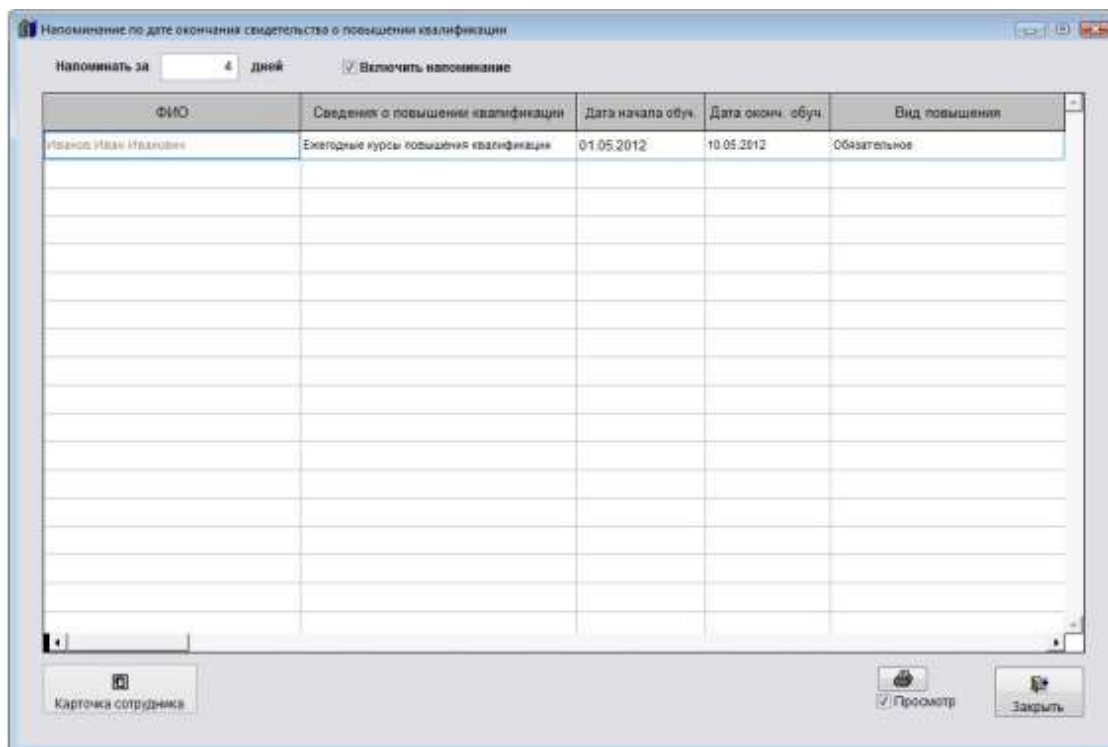 Напоминание по дате окончания свидетельства о повышении квалификации
Напоминать за 4 дней Включить напоминание
ФИО Сведения о повышении квалификации Дата начала обуч. Дата оконч. обуч. Вид повышения
Иванов Иван Иванович Ежегодные курсы повышения квалификации 01.05.2012 10.05.2012 Обязательное
Карточка сотрудника
Просмотр
Закрыть